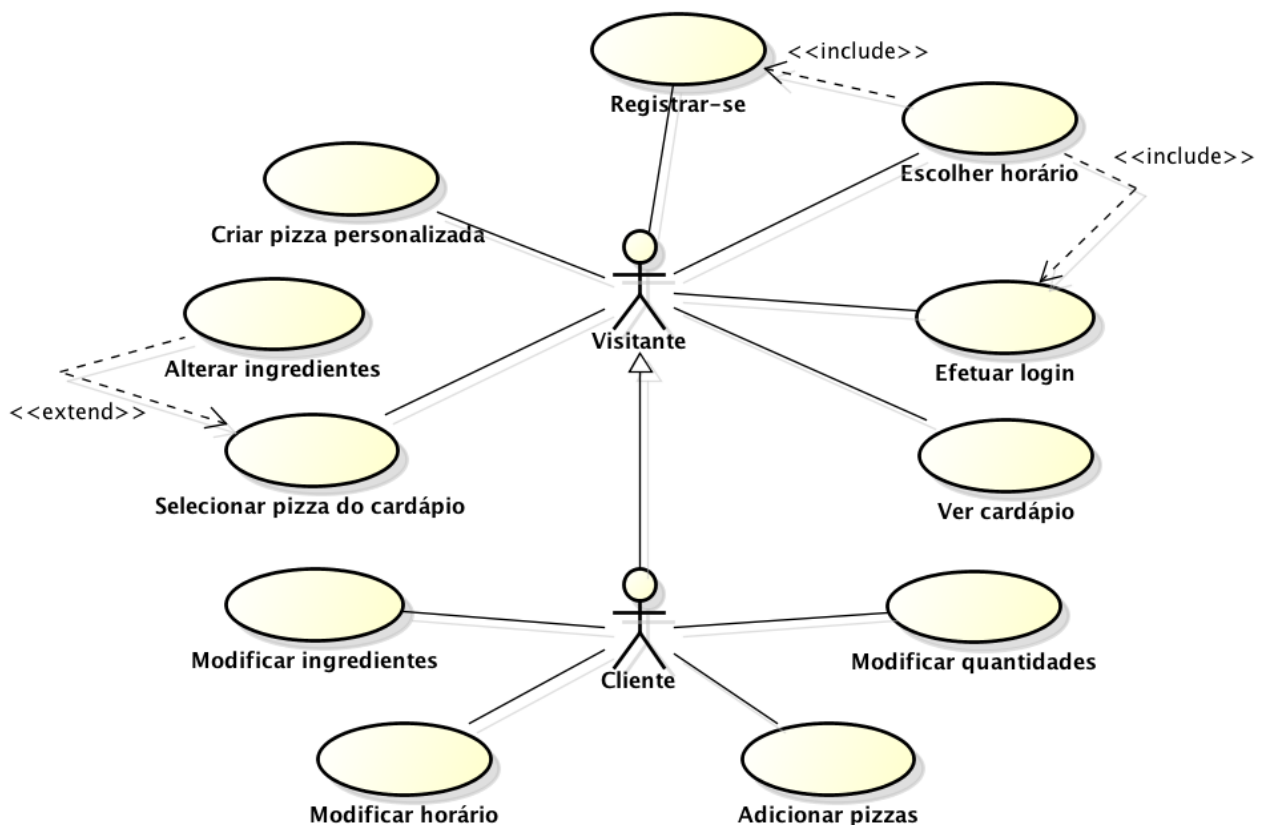 <<include>>
Registrar-se
<<include>>
Escolher horário
Criar pizza personalizada
Visitante
Alterar ingredientes
Efetuar login
<<extend>>
Selecionar pizza do cardápio
Ver cardápio
Modificar ingredientes
Modificar quantidades
Cliente
Modificar horário
Adicionar pizzas